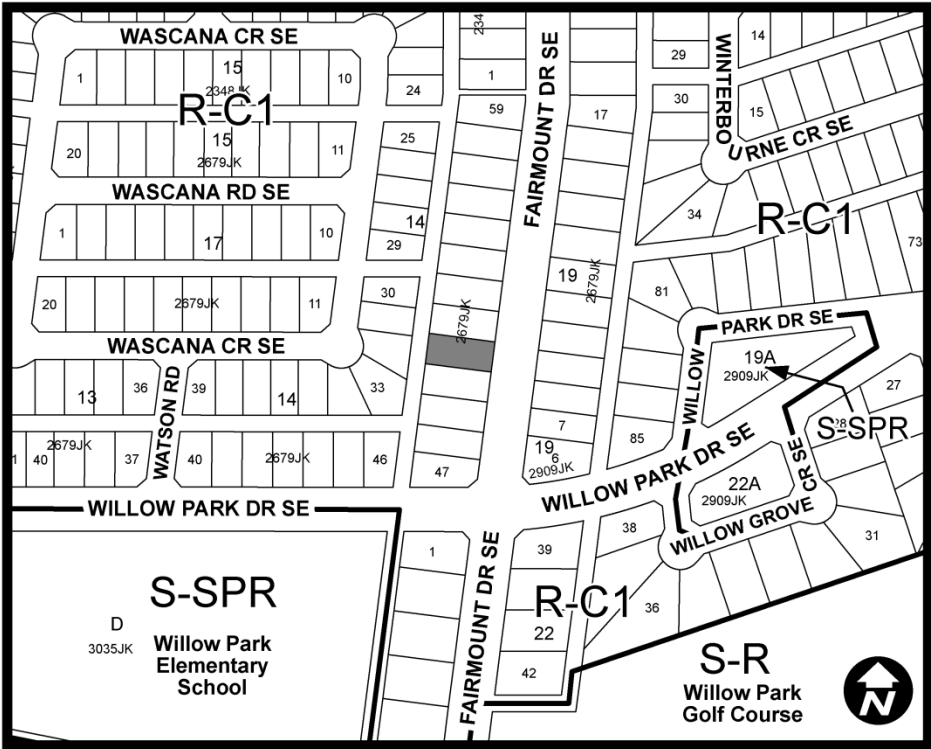 WASCANA CR SE
234
FAIRMOUNT DR SE
WINTERBO
URNE CR SE
14
29
1
15
10
2348JK
R-C1
24
1
59
30
17
15
15
2679JK
20
11
25
WASCANA RD SE
34
R-C1
14
1
17
10
29
73
19
2679JK
81
20
2679JK
11
30
2679JK
WASCANA CR SE
PARK DR SE
WILLOW
19A
2909JK
13
36
WATSON RD
39
14
33
27
S-SPR
28
7
85
2679JK
1
40
37
40
2679JK
46
47
19
6
2909JK
WILLOW PARK DR SE
CR SE
22A
2909JK
WILLOW GROVE
WILLOW PARK DR SE
38
31
1
FAIRMOUNT DR SE
39
S-SPR
R-C1
36
D
3035JK
Willow Park
Elementary
School
22
42
S-R
Willow Park
Golf Course
N